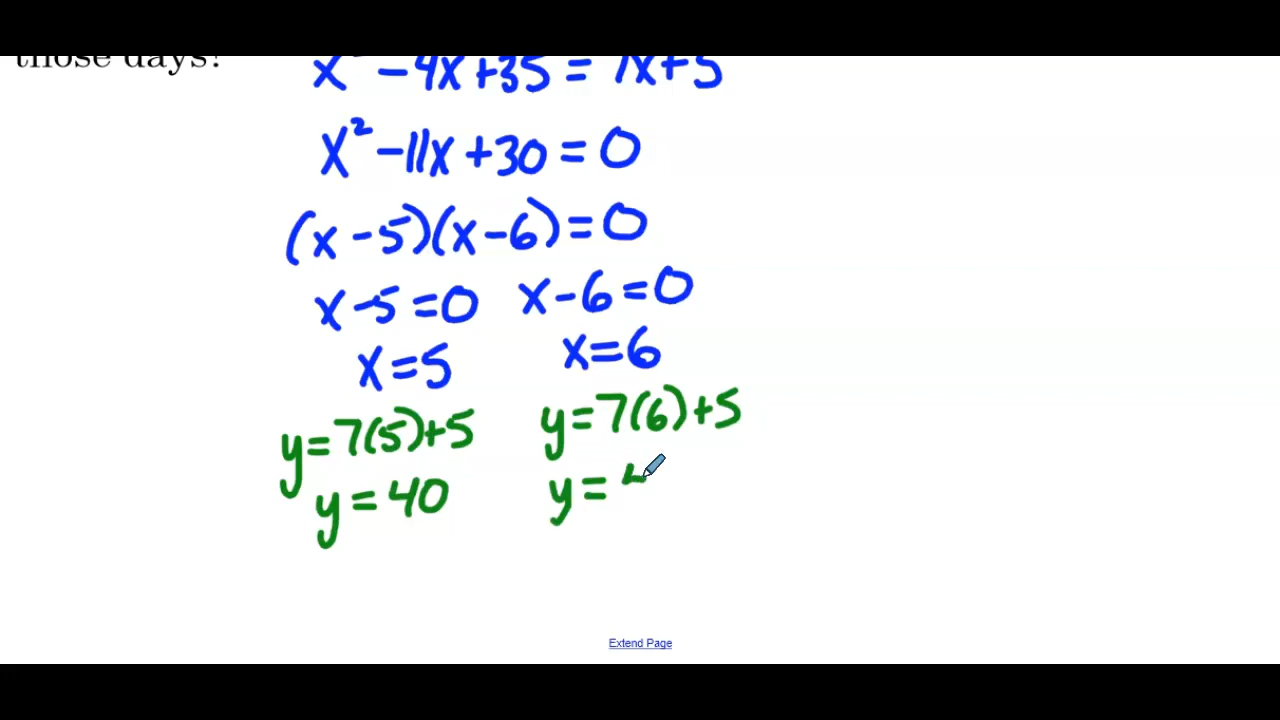 those days?
x² - 4x + 35 = 7x + 5
x² - 11x + 30 = 0
(x - 5)(x - 6) = 0
x - 5 = 0 x - 6 = 0
x = 5 x = 6
y = 7(5) + 5 y = 7(6) + 5
y = 40 y = 4
Extend Page